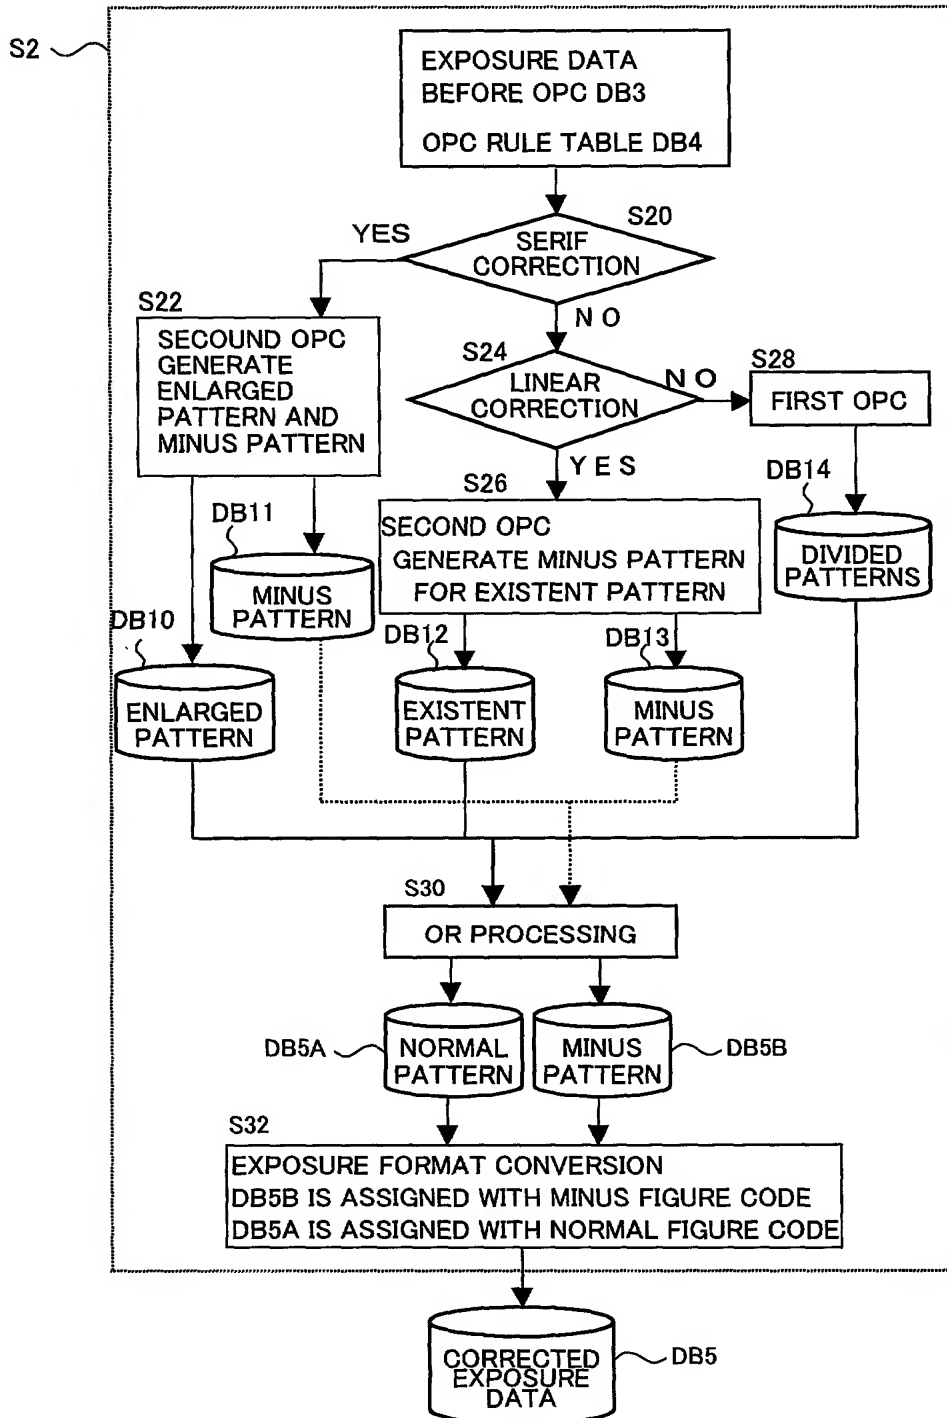 S2
EXPOSURE DATA
BEFORE OPC DB3
OPC RULE TABLE DB4
S20
YES
SERIF
CORRECTION
S22
NO
SECOUND OPC
GENERATE
ENLARGED
PATTERN AND
MINUS PATTERN
S24
LINEAR
CORRECTION
NO
S28
FIRST OPC
YES
S26
DB14
DB11
SECOND OPC
GENERATE MINUS PATTERN
FOR EXISTENT PATTERN
DIVIDED
PATTERNS
MINUS
PATTERN
DB10
DB12
DB13
ENLARGED
PATTERN
EXISTENT
PATTERN
MINUS
PATTERN
S30
OR PROCESSING
DB5A
NORMAL
PATTERN
MINUS
PATTERN
DB5B
S32
EXPOSURE FORMAT CONVERSION
DB5B IS ASSIGNED WITH MINUS FIGURE CODE
DB5A IS ASSIGNED WITH NORMAL FIGURE CODE
CORRECTED
EXPOSURE
DATA
DB5